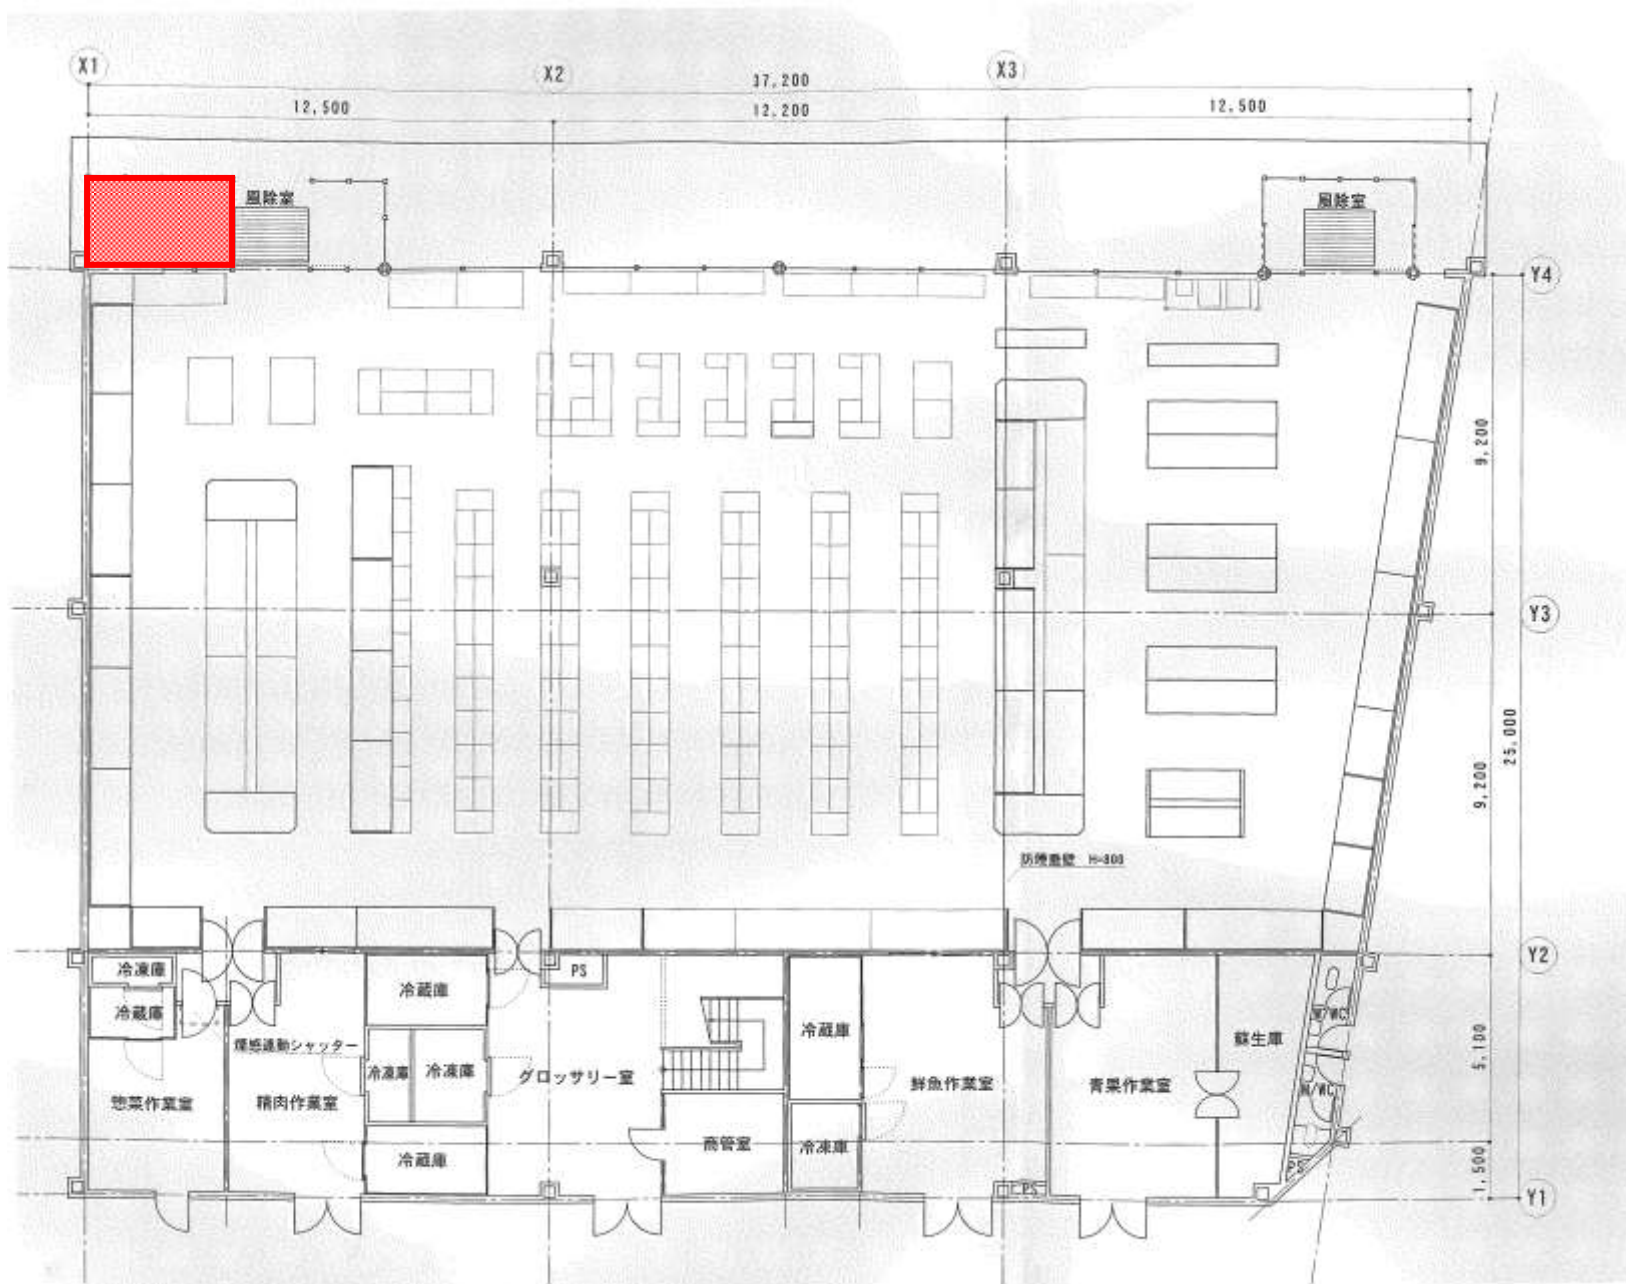 X1
X2
X3
37,200
12,500
12,200
12,500
風除室
風除室
Y4
9,200
Y3
25,000
9,200
防煙垂壁 H=800
Y2
冷凍庫
冷蔵庫
PS
冷蔵庫
冷蔵庫
W/WC
蘇生庫
5,100
煙感連動シャッター
冷凍庫
冷凍庫
グロッサリー室
鮮魚作業室
青果作業室
M/WC
惣菜作業室
精肉作業室
商管室
冷凍庫
冷蔵庫
PS
PS
1,500
Y1